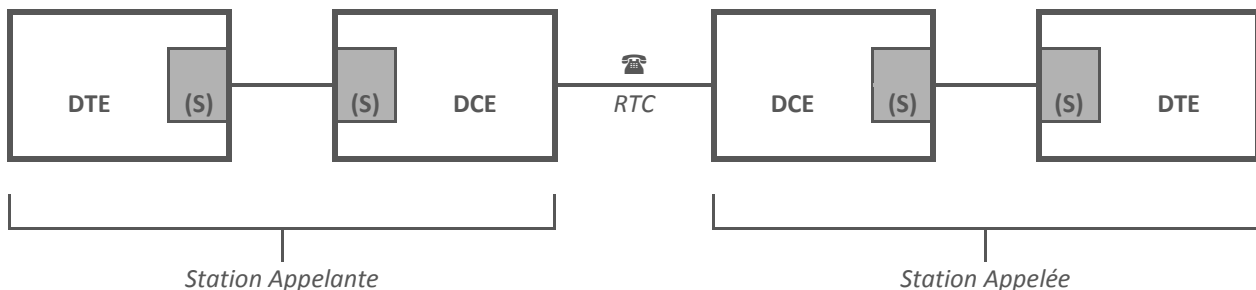 DTE (S) (S) DCE ☎ DCE (S) (S) DTE
RTC
Station Appelante Station Appelée